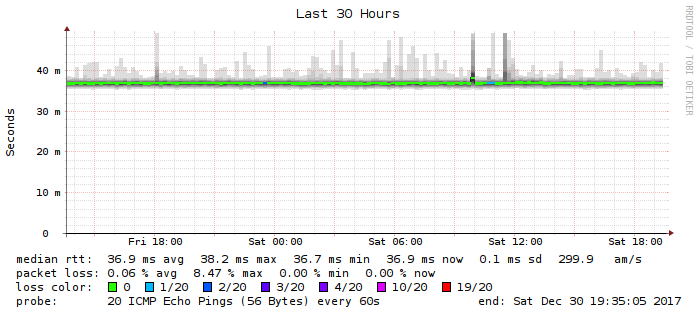 Last 30 Hours
RRDTOOL / TOBI OETIKER
Seconds
40 m
30 m
20 m
10 m
0
Fri 18:00 Sat 00:00 Sat 06:00 Sat 12:00 Sat 18:00
median rtt: 36.9 ms avg 38.2 ms max 36.7 ms min 36.9 ms now 0.1 ms sd 299.9 am/s
packet loss: 0.06 % avg 8.47 % max 0.00 % min 0.00 % now
loss color: 0 1/20 2/20 3/20 4/20 10/20 19/20
probe: 20 ICMP Echo Pings (56 Bytes) every 60s end: Sat Dec 30 19:35:05 2017